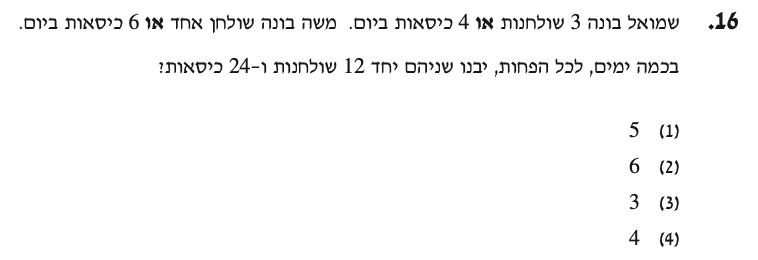 16. שמואל בונה 3 שולחנות או 4 כיסאות ביום. משה בונה שולחן אחד או 6 כיסאות ביום.
בכמה ימים, לכל הפחות, יבנו שניהם יחד 12 שולחנות ו-24 כיסאות?
(1) 5
(2) 6
(3) 3
(4) 4